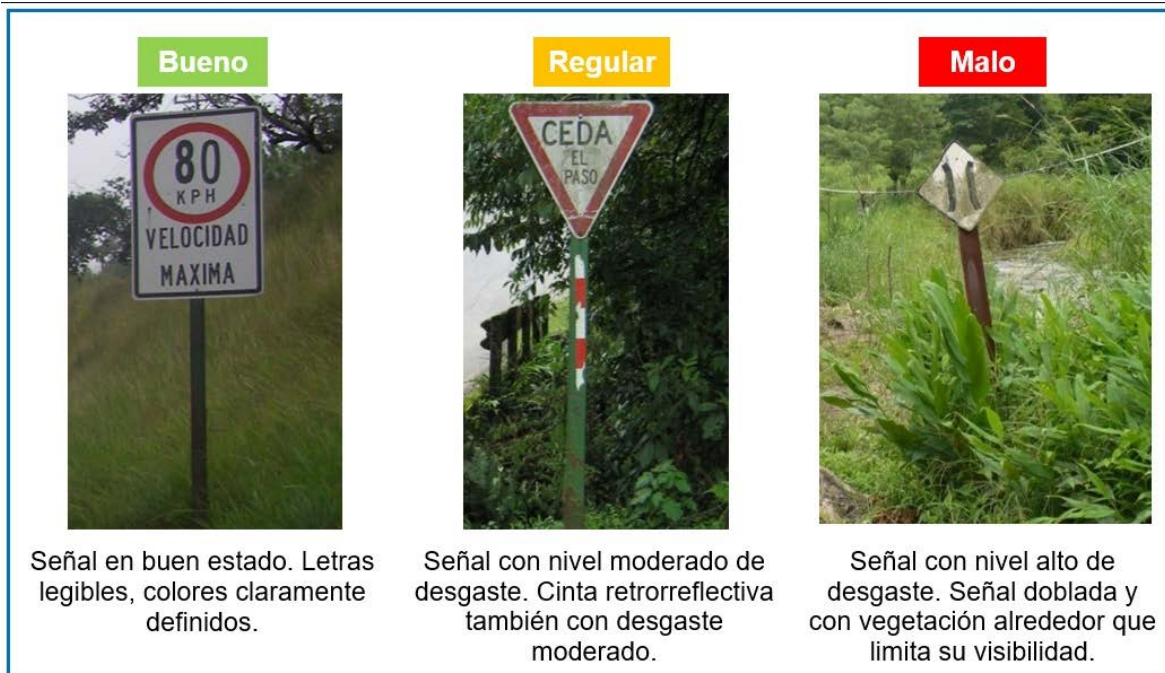 Bueno
80
KPH
VELOCIDAD
MAXIMA
Señal en buen estado. Letras
legibles, colores claramente
definidos.
Regular
CEDA
EL
PASO
Señal con nivel moderado de
desgaste. Cinta retrorreflectiva
también con desgaste
moderado.
Malo
Señal con nivel alto de
desgaste. Señal doblada y
con vegetación alrededor que
limita su visibilidad.